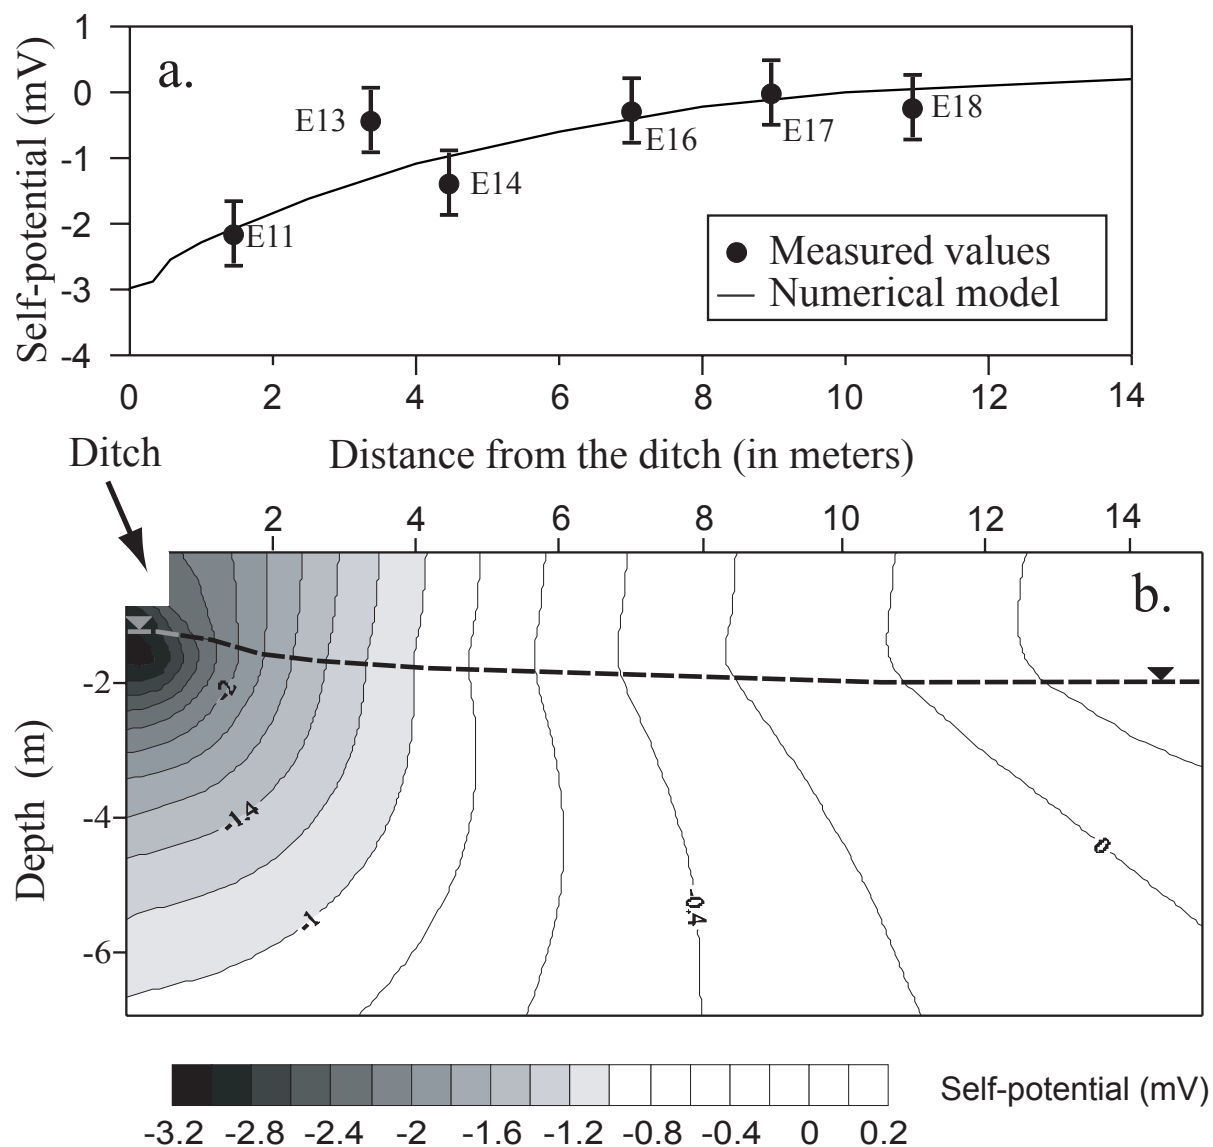 1
0
-1
-2
-3
-4
Self-potential (mV)
a.
E11
E13
E14
E16
E17
E18
Measured values
Numerical model
0 2 4 6 8 10 12 14
Distance from the ditch (in meters)
Ditch
2 4 6 8 10 12 14
b.
-2
-4
-6
Depth (m)
-2
-1.4
-1
-0.4
0
-3.2 -2.8 -2.4 -2 -1.6 -1.2 -0.8 -0.4 0 0.2
Self-potential (mV)